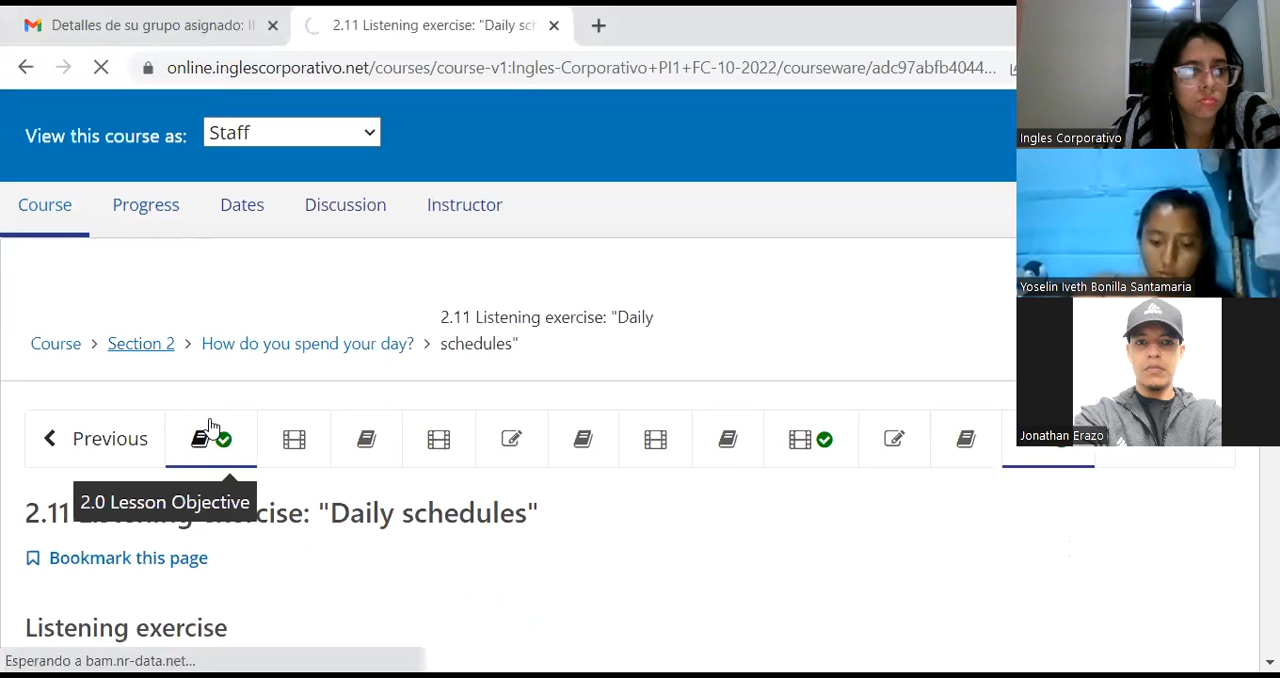 Detalles de su grupo asignado: II
2.11 Listening exercise: "Daily sch
online.inglescorporativo.net/courses/course-v1:Ingles-Corporativo+PI1+FC-10-2022/courseware/adc97abfb4044...
View this course as:
Staff
Ingles Corporativo
Course
Progress
Dates
Discussion
Instructor
Yoselin Iveth Bonilla Santamaria
Course > Section 2 > How do you spend your day? > 2.11 Listening exercise: "Daily
schedules"
Jonathan Erazo
Previous
2.0 Lesson Objective
2.11 exercise: "Daily schedules"
Bookmark this page
Listening exercise
Esperando a bam.nr-data.net...